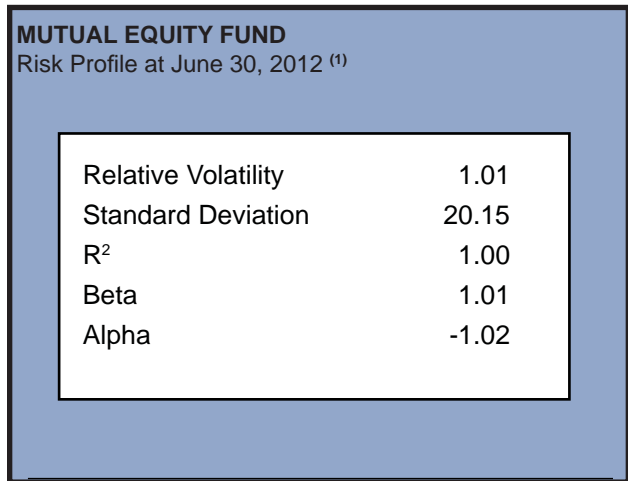 MUTUAL EQUITY FUND
Risk Profile at June 30, 2012 (1)
Relative Volatility 1.01
Standard Deviation 20.15
R² 1.00
Beta 1.01
Alpha -1.02